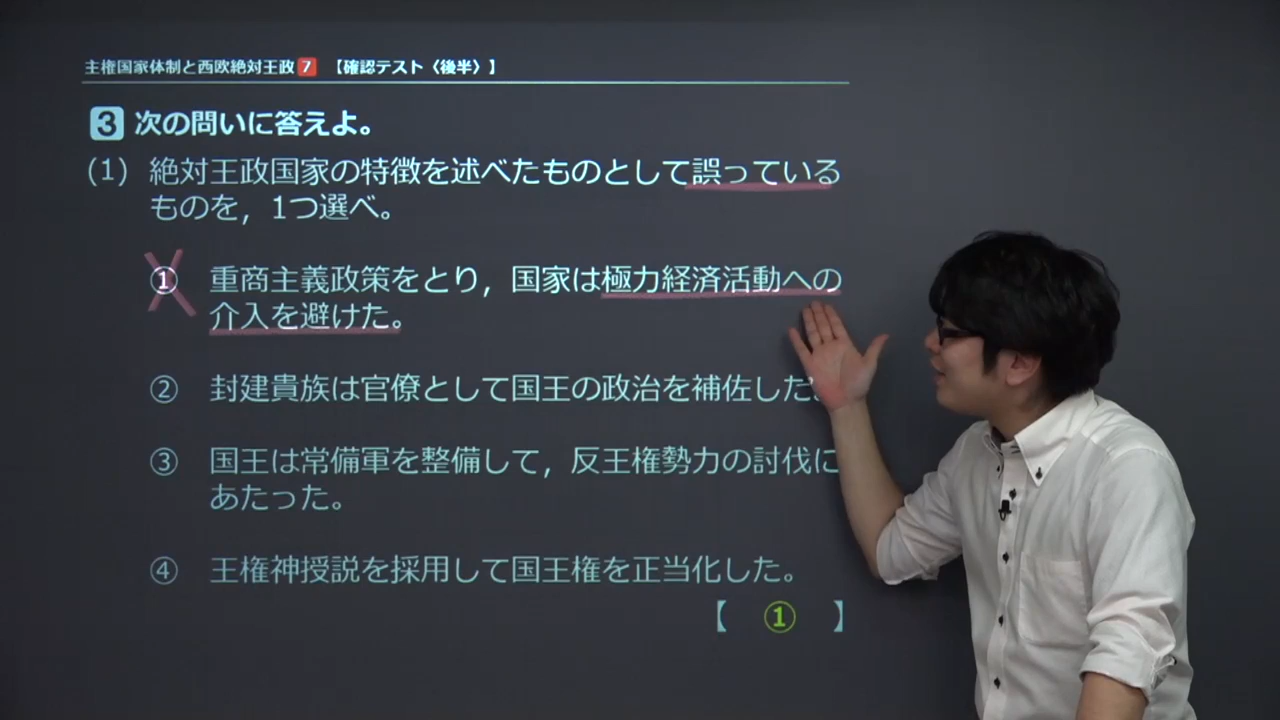 主権国家体制と西欧絶対王政7 【確認テスト〈後半〉】
3 次の問いに答えよ。
(1) 絶対王政国家の特徴を述べたものとして誤っている
ものを，1つ選べ。
① 重商主義政策をとり，国家は極力経済活動への
介入を避けた。
② 封建貴族は官僚として国王の政治を補佐した。
③ 国王は常備軍を整備して，反王権勢力の討伐に
あたった。
④ 王権神授説を採用して国王権を正当化した。
【 ① 】